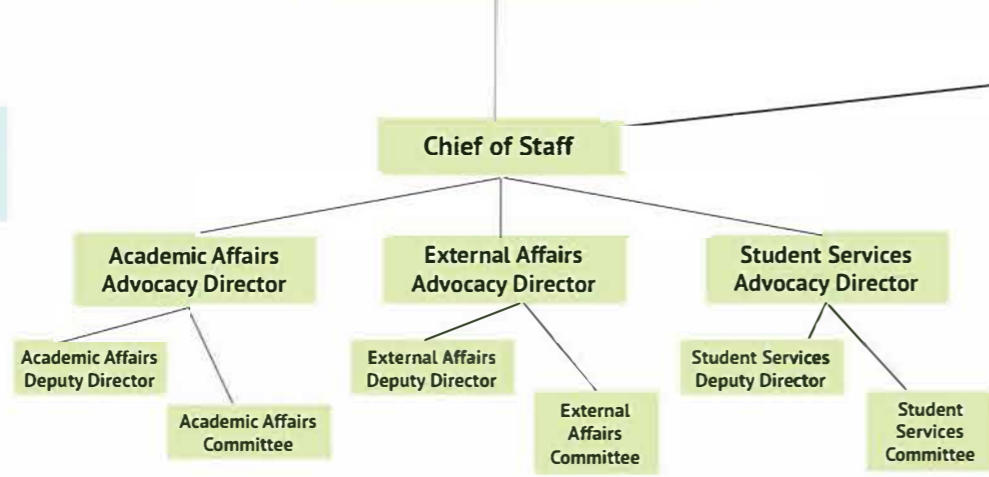 Chief of Staff
Academic Affairs
Advocacy Director
External Affairs
Advocacy Director
Student Services
Advocacy Director
Academic Affairs
Deputy Director
Academic Affairs
Committee
External Affairs
Deputy Director
External
Affairs
Committee
Student Services
Deputy Director
Student
Services
Committee